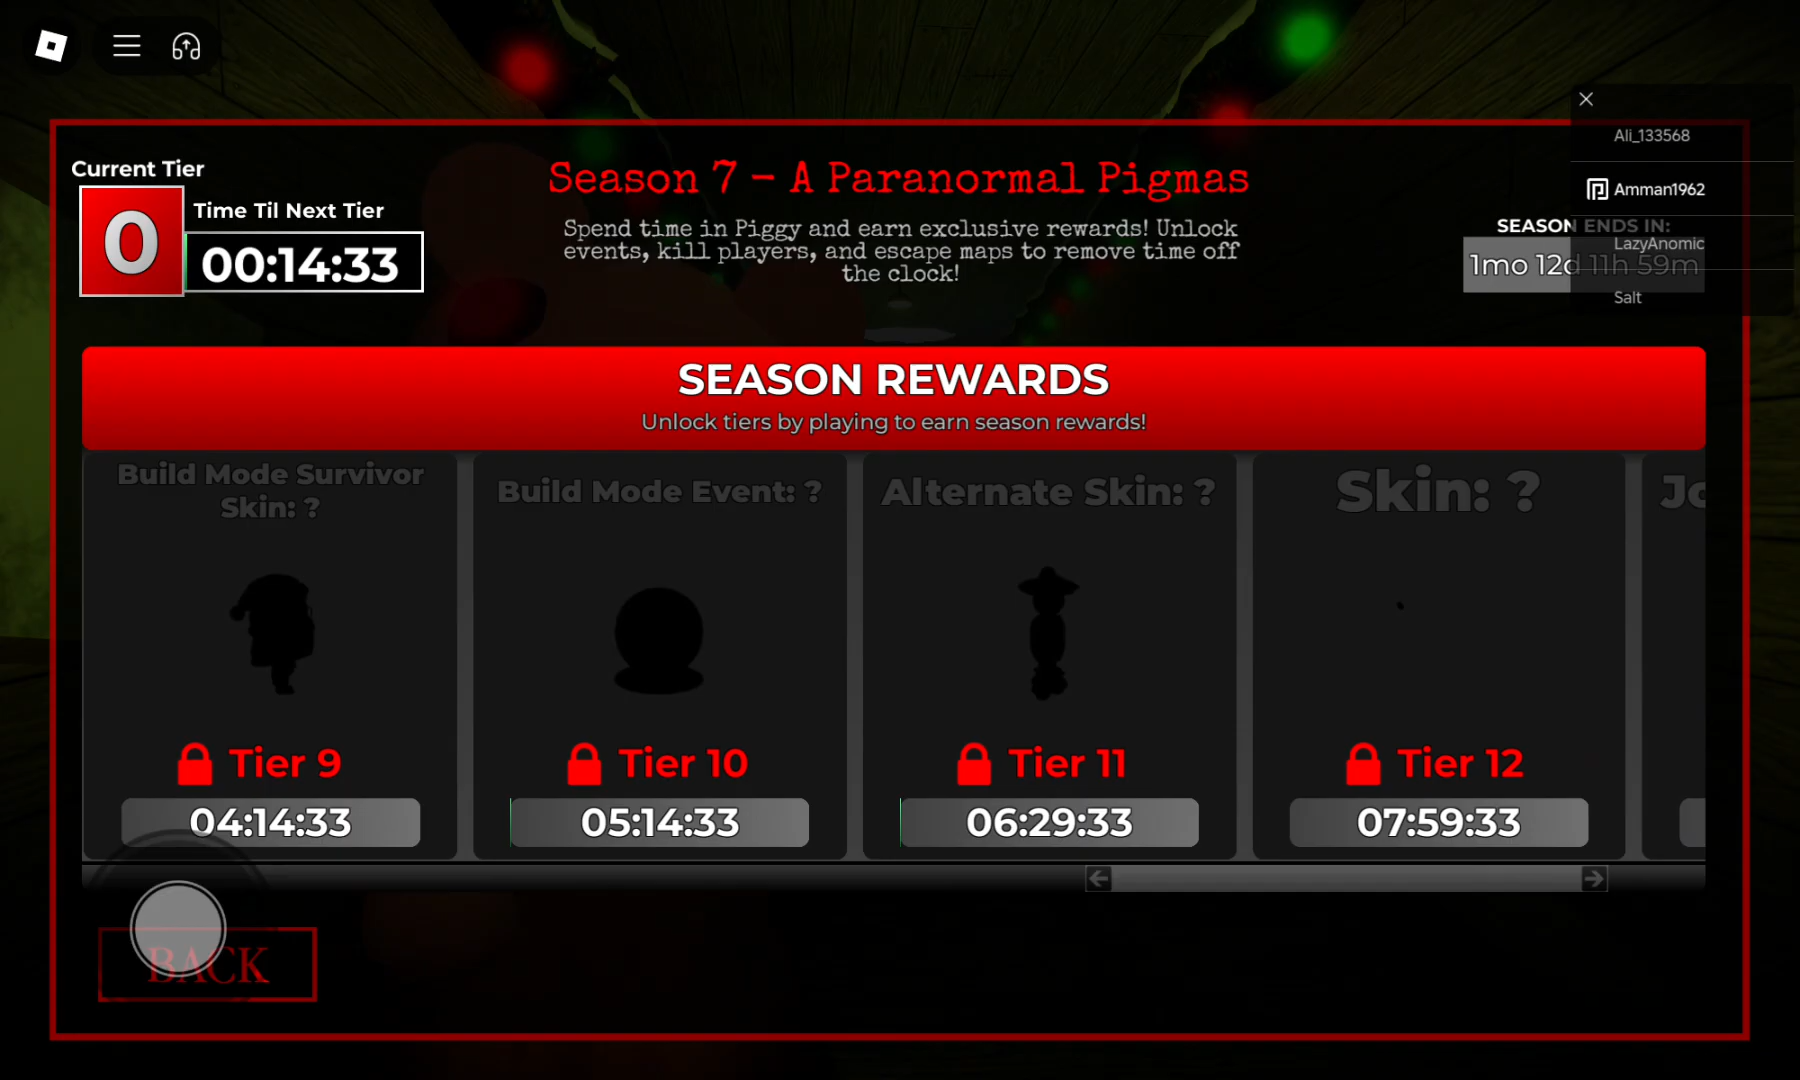 Ali_133568
Current Tier
Season 7 - A Paranormal Pigmas
Amman1962
0
Time Til Next Tier
00:14:33
Spend time in Piggy and earn exclusive rewards! Unlock
events, kill players, and escape maps to remove time off
the clock!
SEASON ENDS IN:
LazyAnomic
1mo 12d 11h 59m
Salt
SEASON REWARDS
Unlock tiers by playing to earn season rewards!
Build Mode Survivor
Skin: ?
Build Mode Event: ?
Alternate Skin: ?
Skin: ?
Jo
Tier 9
Tier 10
Tier 11
Tier 12
04:14:33
05:14:33
06:29:33
07:59:33
BACK